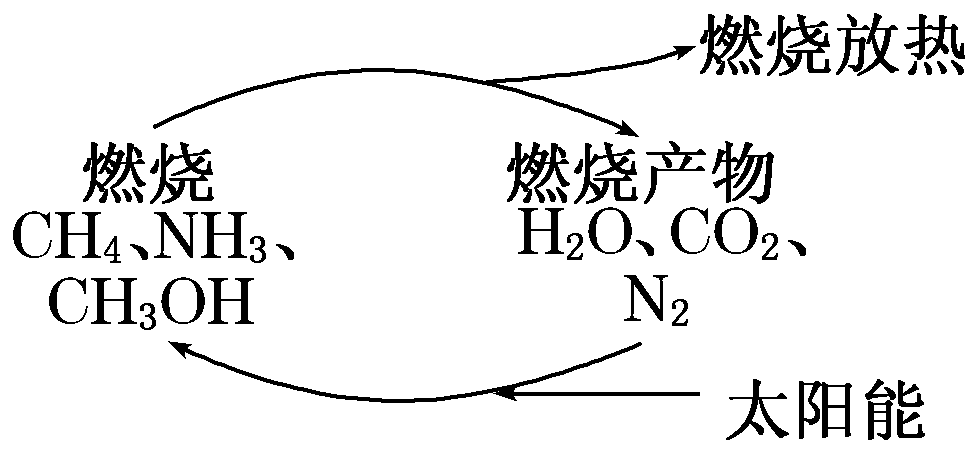 燃烧放热
燃烧
CH₄、NH₃、
CH₃OH
燃烧产物
H₂O、CO₂、
N₂
太阳能